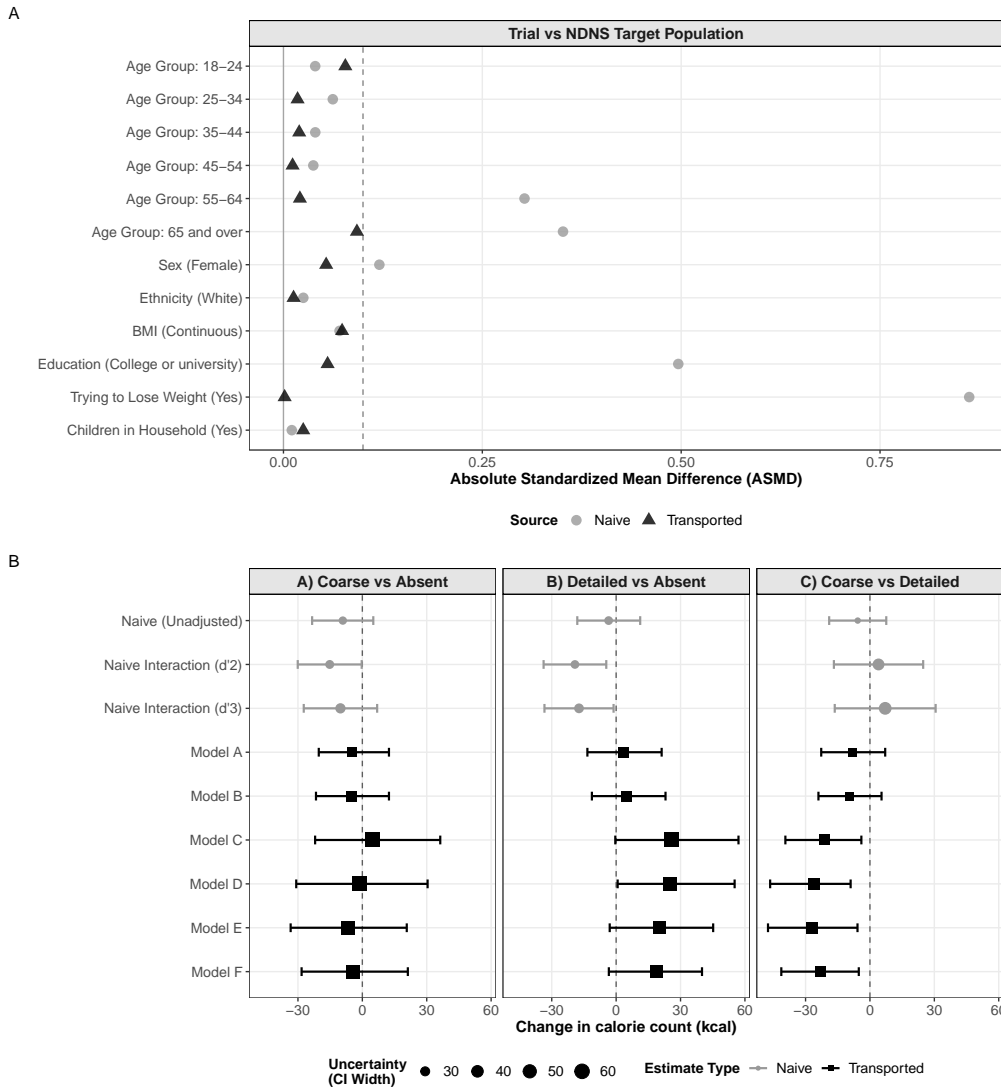 A
Trial vs NDNS Target Population
Age Group: 18−24
Age Group: 25−34
Age Group: 35−44
Age Group: 45−54
Age Group: 55−64
Age Group: 65 and over
Sex (Female)
Ethnicity (White)
BMI (Continuous)
Education (College or university)
Trying to Lose Weight (Yes)
Children in Household (Yes)
0.00 0.25 0.50 0.75
Absolute Standardized Mean Difference (ASMD)
Source Naive Transported
B
A) Coarse vs Absent B) Detailed vs Absent C) Coarse vs Detailed
Naive (Unadjusted)
Naive Interaction (d'2)
Naive Interaction (d'3)
Model A
Model B
Model C
Model D
Model E
Model F
−30 0 30 60 −30 0 30 60 −30 0 30 60
Change in calorie count (kcal)
Uncertainty
(CI Width) 30 40 50 60 Estimate Type Naive Transported